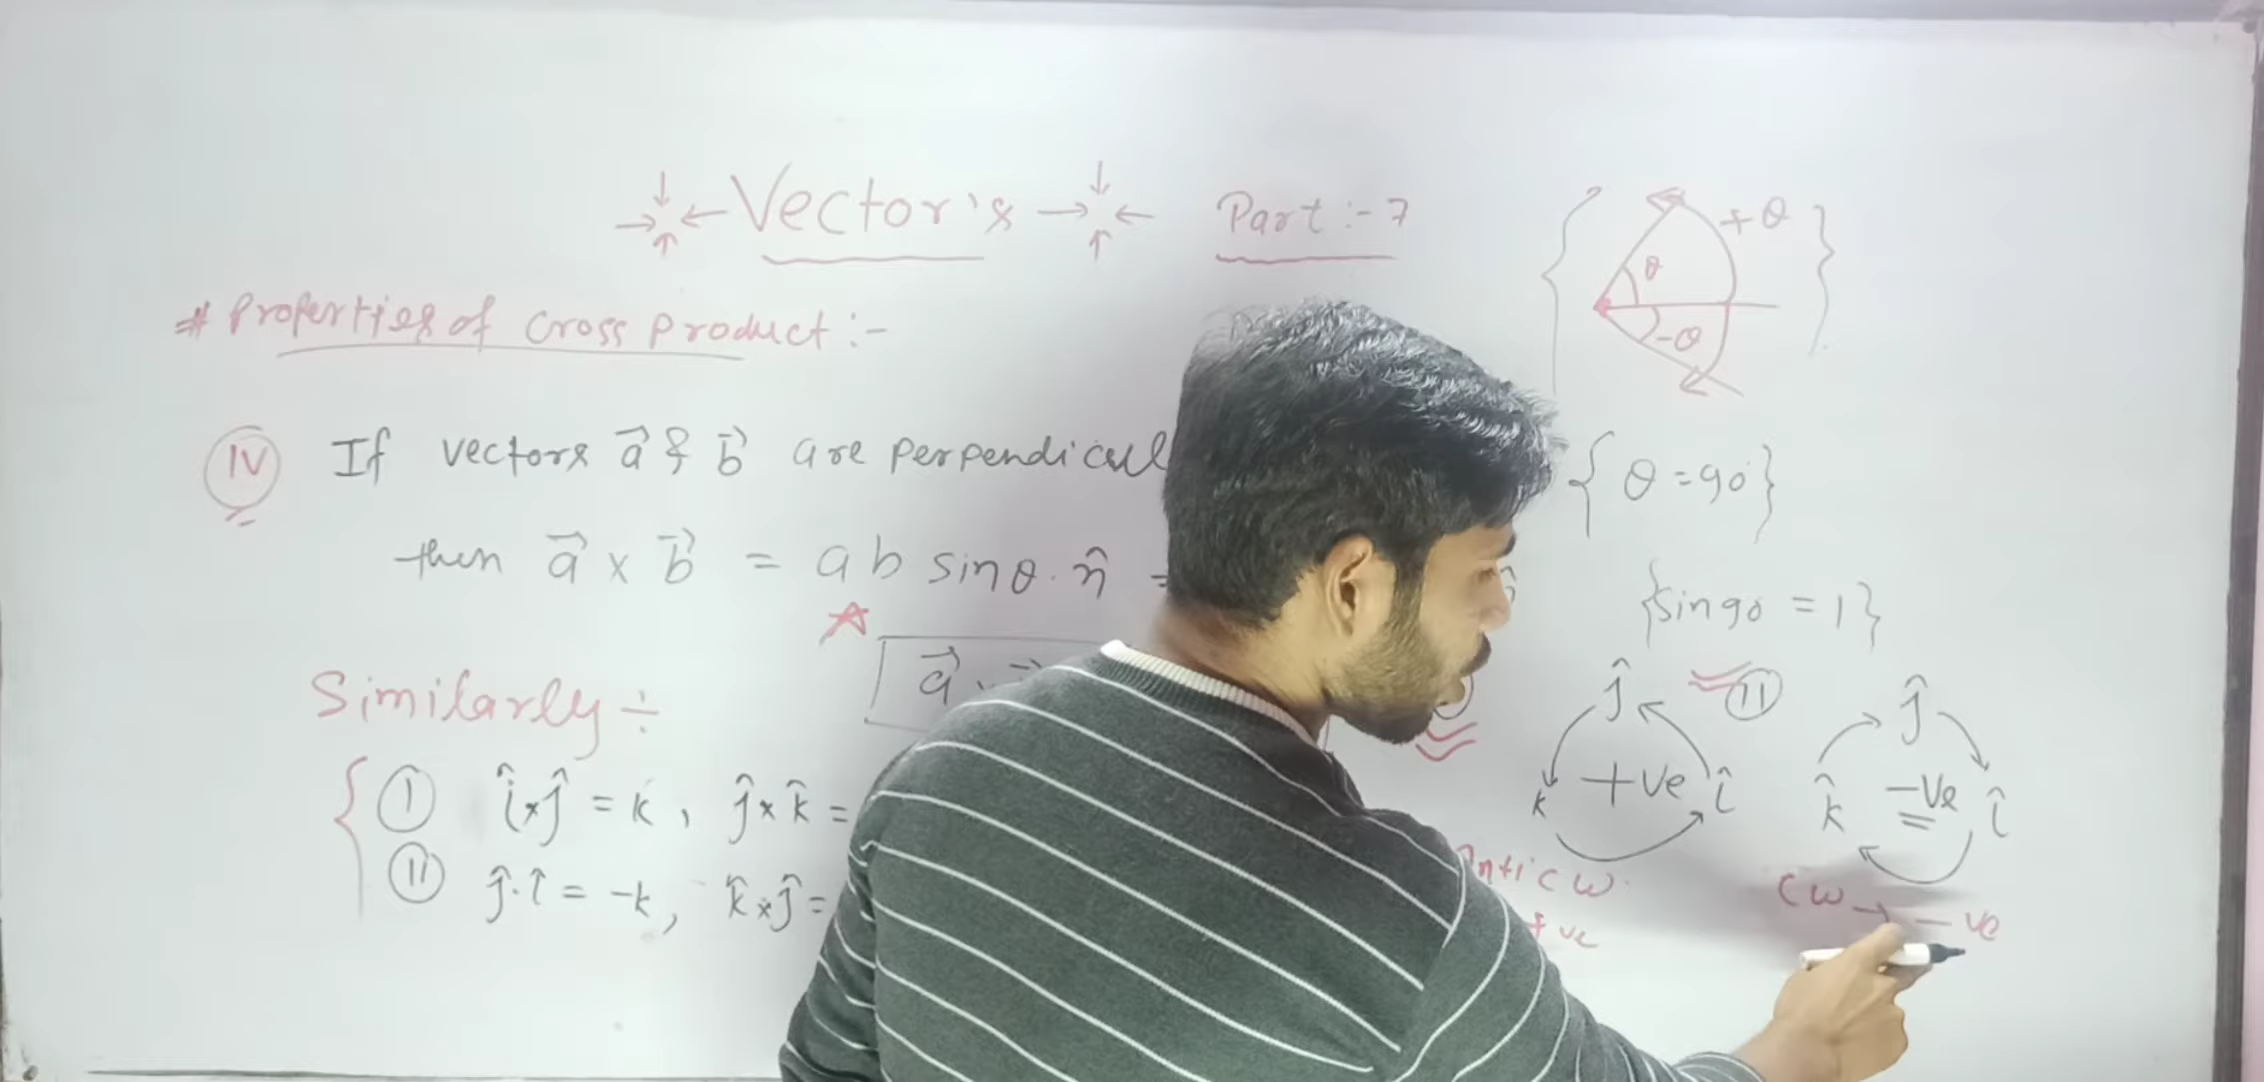 Vector's Part :- 7
# Properties of Cross Product :-
+θ
θ
-θ
IV If vectors a⃗ & b⃗ are perpendicul
{θ = 90°}
then a⃗ × b⃗ = ab sinθ . n̂ =
{sin90 = 1}
a⃗
Similarly ÷
(I) î×ĵ = k , ĵ×k̂ =
(II) ĵ.î = -k, k̂×ĵ =
ĵ
k +ve î
Anti cw
+ve
(II)
ĵ
k̂ -ve î
cw → -ve